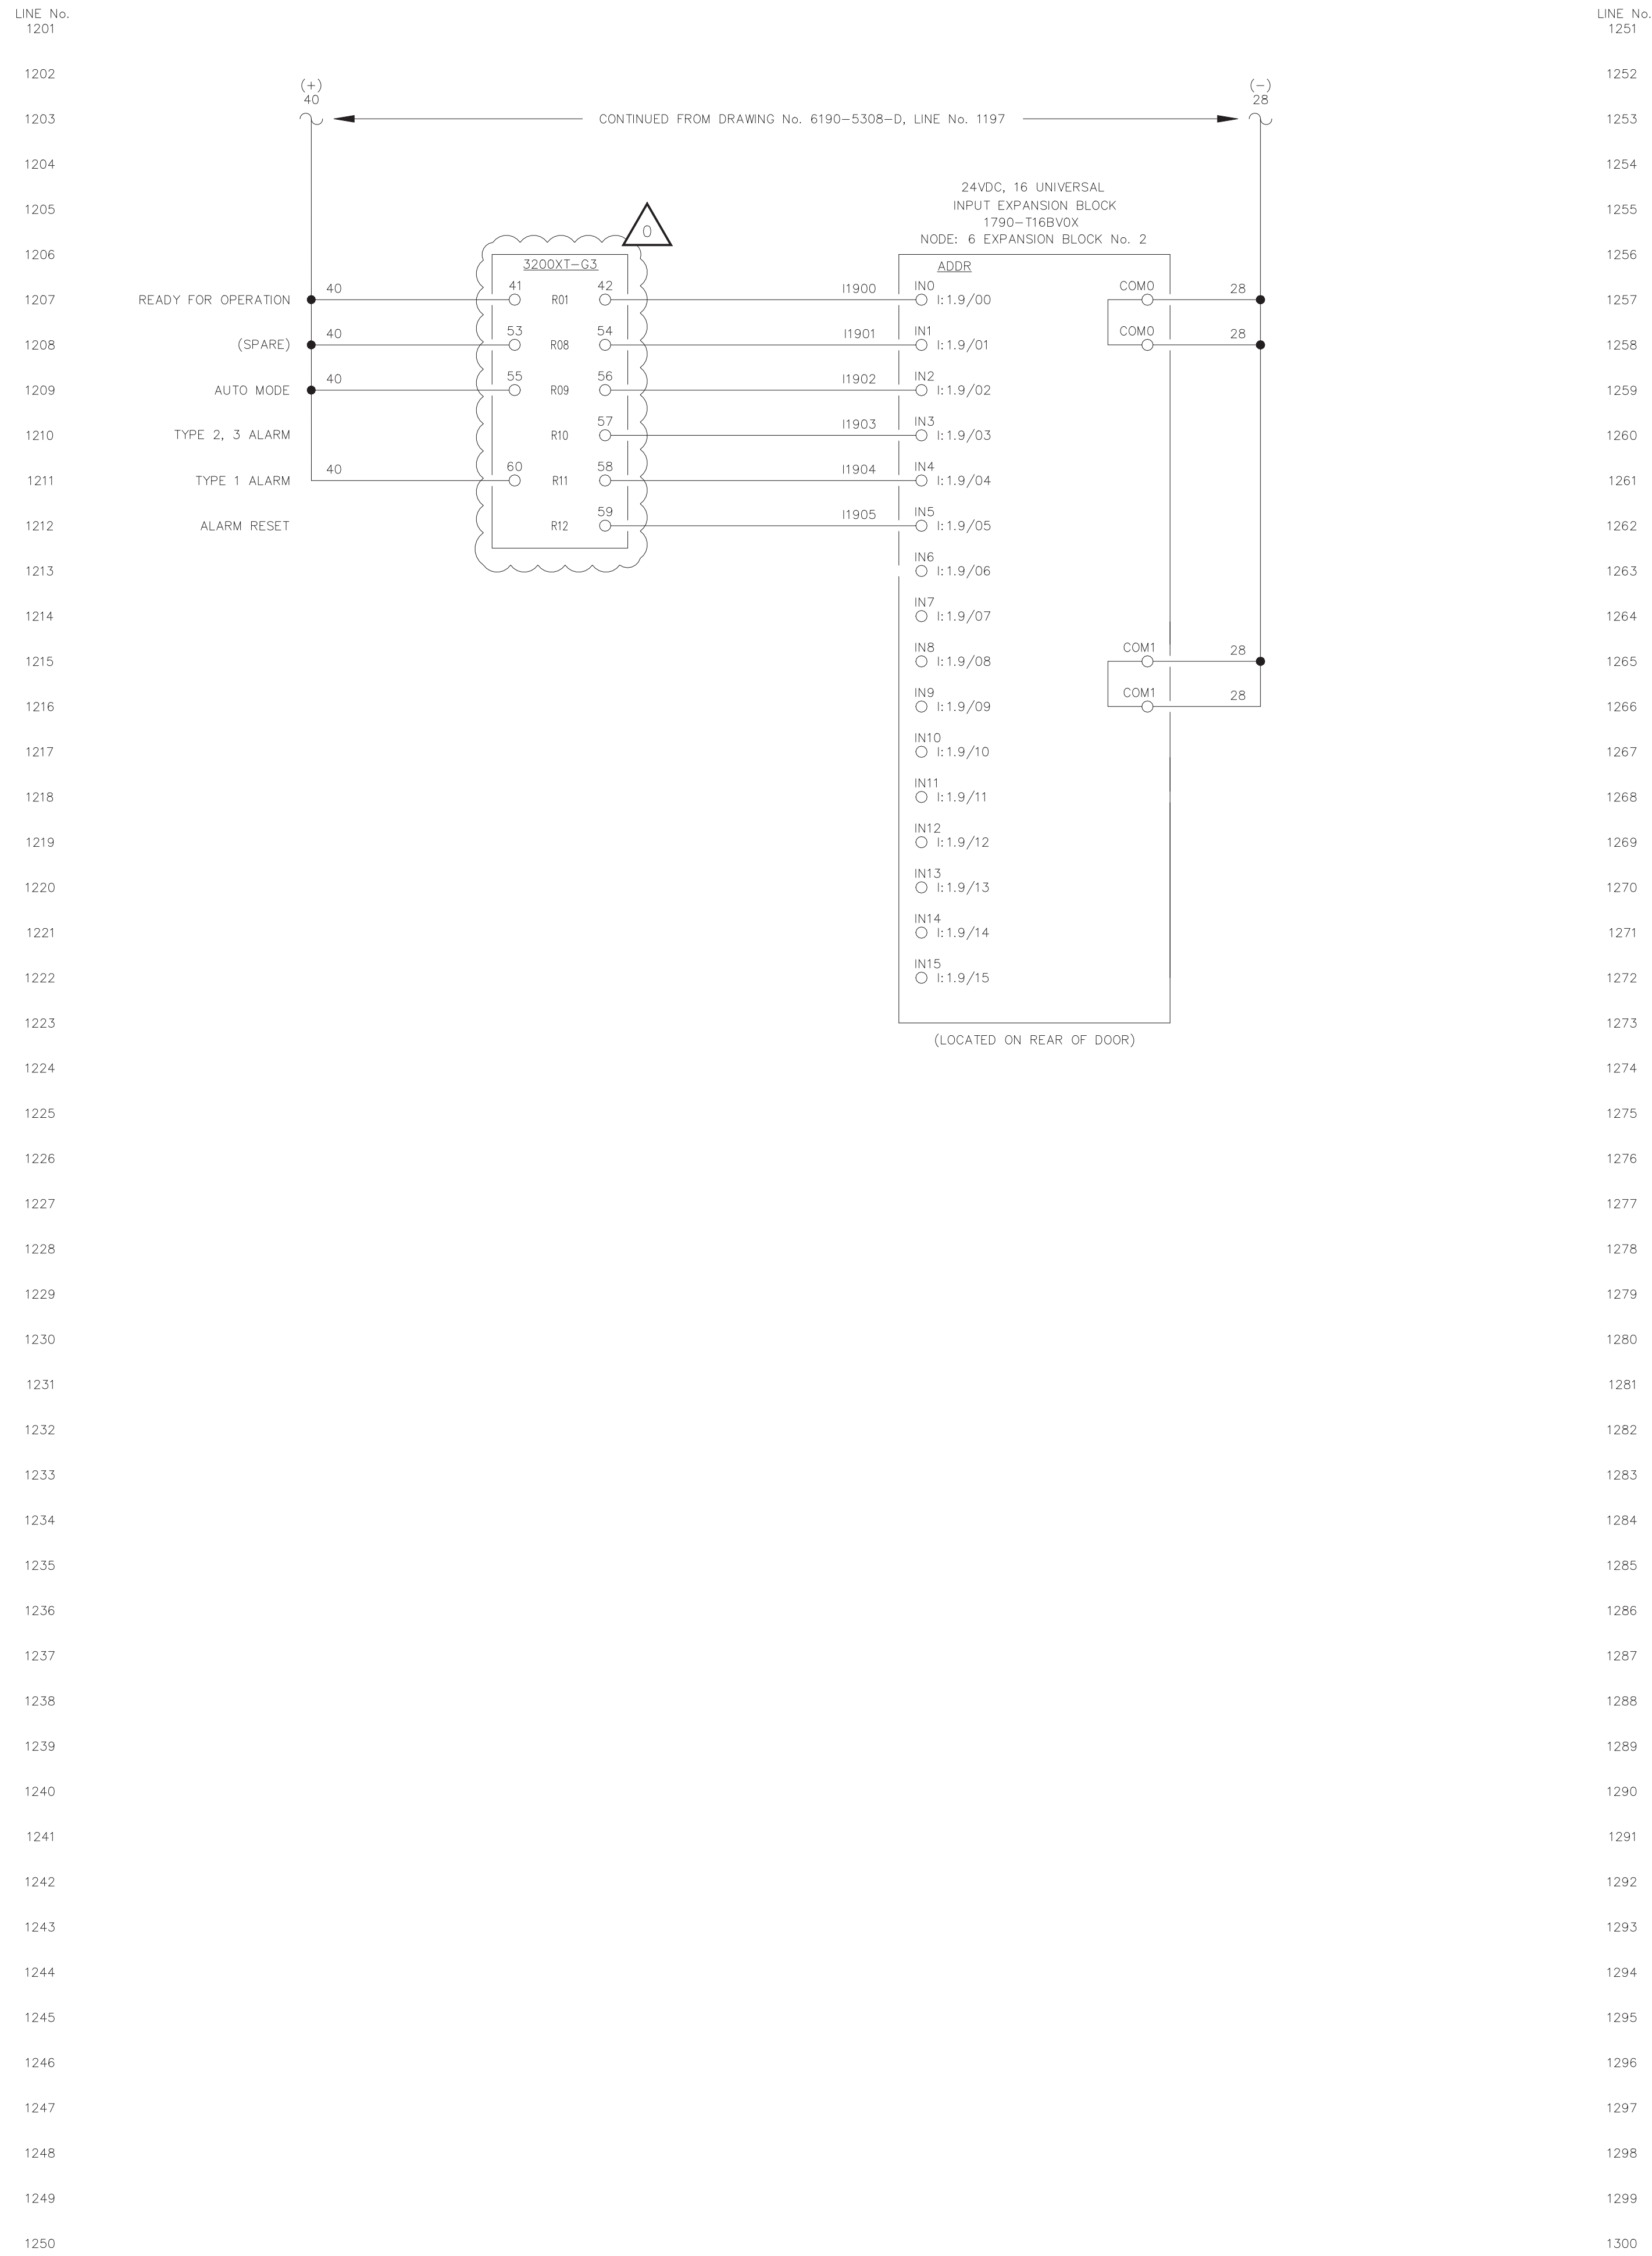 LINE No. LINE No.
1201 1251
1202 1252
(+) (−)
40 28
1203 CONTINUED FROM DRAWING No. 6190-5308-D, LINE No. 1197 1253
1204 1254
24VDC, 16 UNIVERSAL
1205 INPUT EXPANSION BLOCK 1255
0 1790-T16BV0X
NODE: 6 EXPANSION BLOCK No. 2
1206 1256
3200XT-G3 ADDR
40 41 42 I1900 IN0 COM0 28
1207 READY FOR OPERATION R01 I:1.9/00 1257
40 53 54 I1901 IN1 COM0 28
1208 (SPARE) R08 I:1.9/01 1258
40 55 56 I1902 IN2
1209 AUTO MODE R09 I:1.9/02 1259
57 I1903 IN3
1210 TYPE 2, 3 ALARM R10 I:1.9/03 1260
40 60 58 I1904 IN4
1211 TYPE 1 ALARM R11 I:1.9/04 1261
59 I1905 IN5
1212 ALARM RESET R12 I:1.9/05 1262
IN6
1213 I:1.9/06 1263
IN7
1214 I:1.9/07 1264
IN8 COM1 28
1215 I:1.9/08 1265
IN9 COM1 28
1216 I:1.9/09 1266
IN10
1217 I:1.9/10 1267
IN11
1218 I:1.9/11 1268
IN12
1219 I:1.9/12 1269
IN13
1220 I:1.9/13 1270
IN14
1221 I:1.9/14 1271
IN15
1222 I:1.9/15 1272
1223 1273
(LOCATED ON REAR OF DOOR)
1224 1274
1225 1275
1226 1276
1227 1277
1228 1278
1229 1279
1230 1280
1231 1281
1232 1282
1233 1283
1234 1284
1235 1285
1236 1286
1237 1287
1238 1288
1239 1289
1240 1290
1241 1291
1242 1292
1243 1293
1244 1294
1245 1295
1246 1296
1247 1297
1248 1298
1249 1299
1250 1300